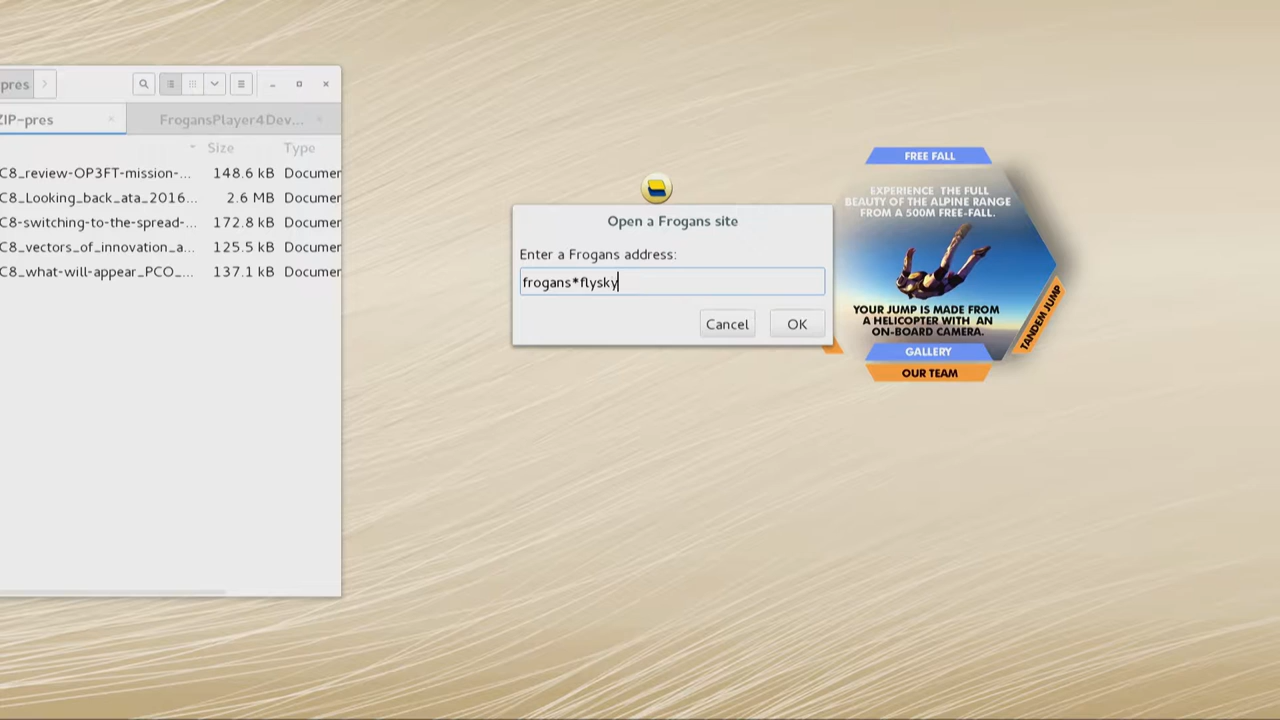 pres
ZIP-pres
FrogansPlayer4Dev...
Size Type
C8_review-OP3FT-mission-... 148.6 kB Documer
C8_Looking_back_ata_2016... 2.6 MB Documer
C8-switching-to-the-spread-... 172.8 kB Documer
C8_vectors_of_innovation_a... 125.5 kB Documer
C8_what-will-appear_PCO_... 137.1 kB Documer
Open a Frogans site
Enter a Frogans address:
frogans*flysky
Cancel OK
FREE FALL
EXPERIENCE THE FULL
BEAUTY OF THE ALPINE RANGE
FROM A 500M FREE-FALL.
YOUR JUMP IS MADE FROM
A HELICOPTER WITH AN
ON-BOARD CAMERA.
TANDEM JUMP
GALLERY
OUR TEAM